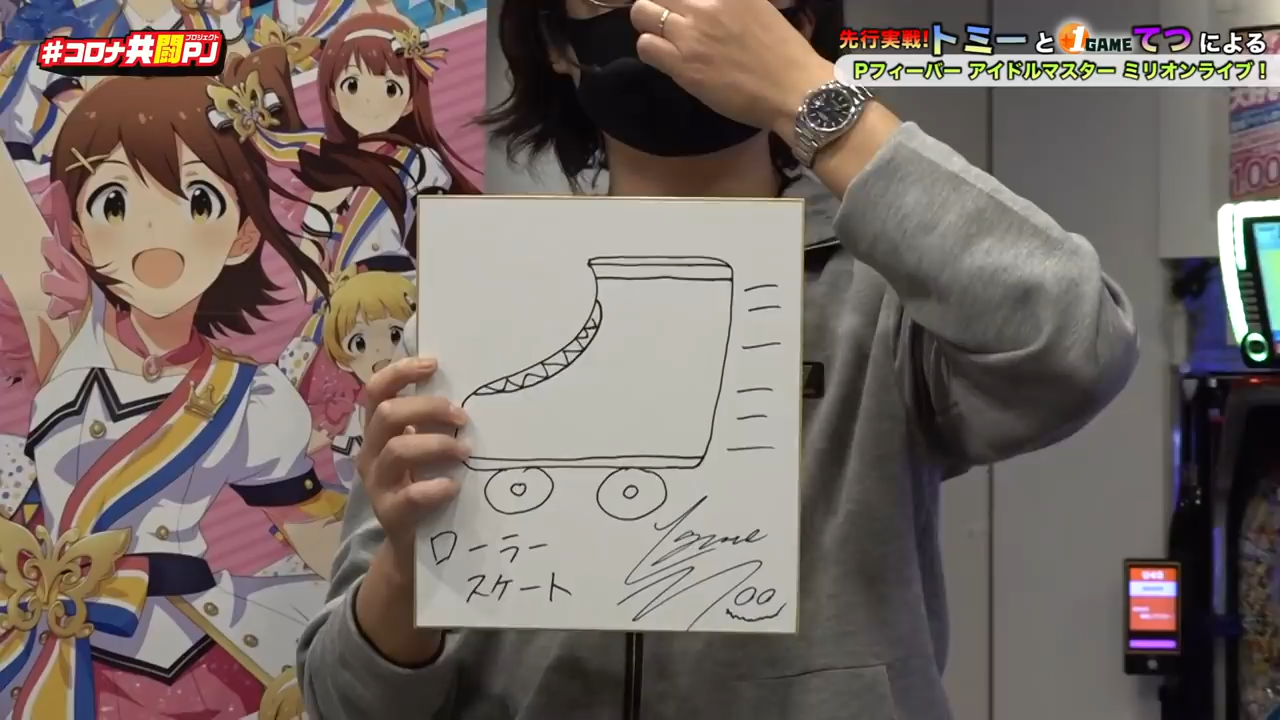 #コロナ共闘PJ
プロジェクト
先行実戦!トミーと+1GAMEてつによる
Pフィーバー アイドルマスター ミリオンライブ！
ローラー
スケート
100